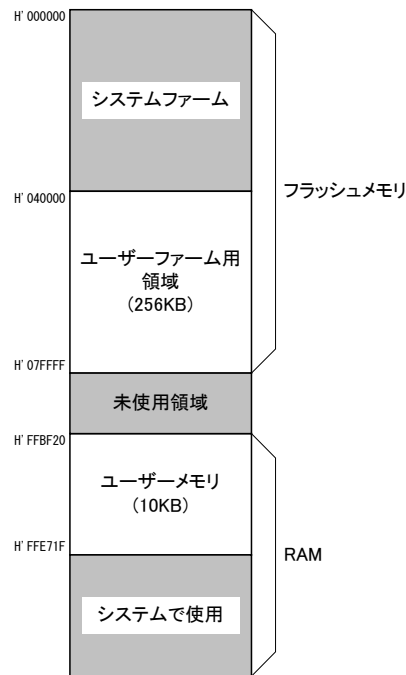 H' 000000
システムファーム
フラッシュメモリ
H' 040000
ユーザーファーム用
領域
(256KB)
H' 07FFFF
未使用領域
H' FFBF20
ユーザーメモリ
(10KB)
H' FFE71F
RAM
システムで使用